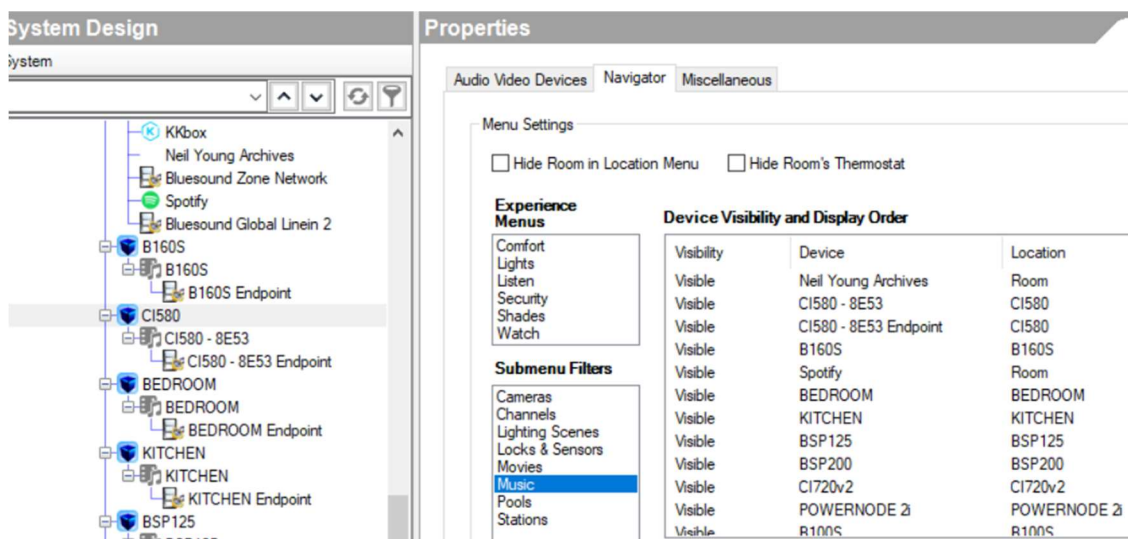 System Design
System
KKbox
Neil Young Archives
Bluesound Zone Network
Spotify
Bluesound Global Linein 2
B160S
B160S
B160S Endpoint
CI580
CI580 - 8E53
CI580 - 8E53 Endpoint
BEDROOM
BEDROOM
BEDROOM Endpoint
KITCHEN
KITCHEN
KITCHEN Endpoint
BSP125
Properties
Audio Video Devices Navigator Miscellaneous
Menu Settings
Hide Room in Location Menu Hide Room's Thermostat
Experience
Menus
Comfort
Lights
Listen
Security
Shades
Watch
Submenu Filters
Cameras
Channels
Lighting Scenes
Locks & Sensors
Movies
Music
Pools
Stations
Device Visibility and Display Order
Visibility Device Location
Visible Neil Young Archives Room
Visible CI580 - 8E53 CI580
Visible CI580 - 8E53 Endpoint CI580
Visible B160S B160S
Visible Spotify Room
Visible BEDROOM BEDROOM
Visible KITCHEN KITCHEN
Visible BSP125 BSP125
Visible BSP200 BSP200
Visible CI720v2 CI720v2
Visible POWERNODE 2i POWERNODE 2i
Visible B100S B100S